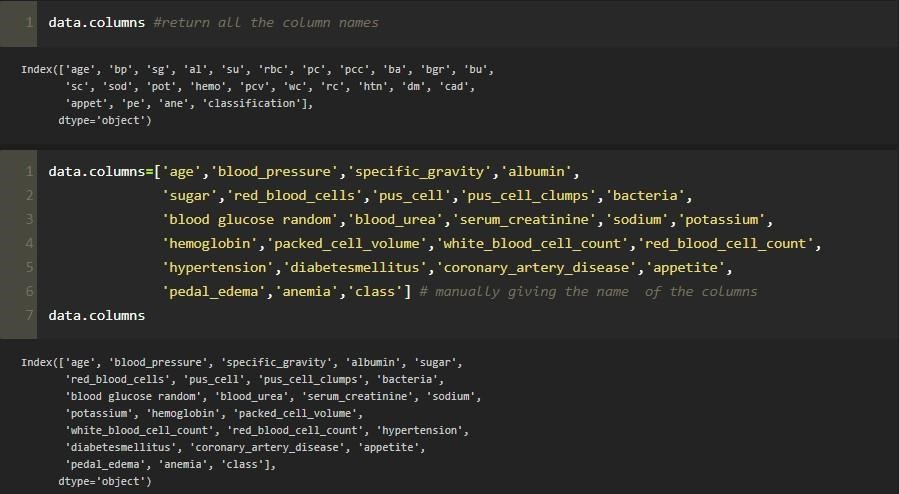 1 data.columns #return all the column names
Index(['age', 'bp', 'sg', 'al', 'su', 'rbc', 'pc', 'pcc', 'ba', 'bgr', 'bu',
'sc', 'sod', 'pot', 'hemo', 'pcv', 'wc', 'rc', 'htn', 'dm', 'cad',
'appet', 'pe', 'ane', 'classification'],
dtype='object')
1 data.columns=['age','blood_pressure','specific_gravity','albumin',
2 'sugar','red_blood_cells','pus_cell','pus_cell_clumps','bacteria',
3 'blood glucose random','blood_urea','serum_creatinine','sodium','potassium',
4 'hemoglobin','packed_cell_volume','white_blood_cell_count','red_blood_cell_count',
5 'hypertension','diabetesmellitus','coronary_artery_disease','appetite',
6 'pedal_edema','anemia','class'] # manually giving the name  of the columns
7 data.columns
Index(['age', 'blood_pressure', 'specific_gravity', 'albumin', 'sugar',
'red_blood_cells', 'pus_cell', 'pus_cell_clumps', 'bacteria',
'blood glucose random', 'blood_urea', 'serum_creatinine', 'sodium',
'potassium', 'hemoglobin', 'packed_cell_volume',
'white_blood_cell_count', 'red_blood_cell_count', 'hypertension',
'diabetesmellitus', 'coronary_artery_disease', 'appetite',
'pedal_edema', 'anemia', 'class'],
dtype='object')